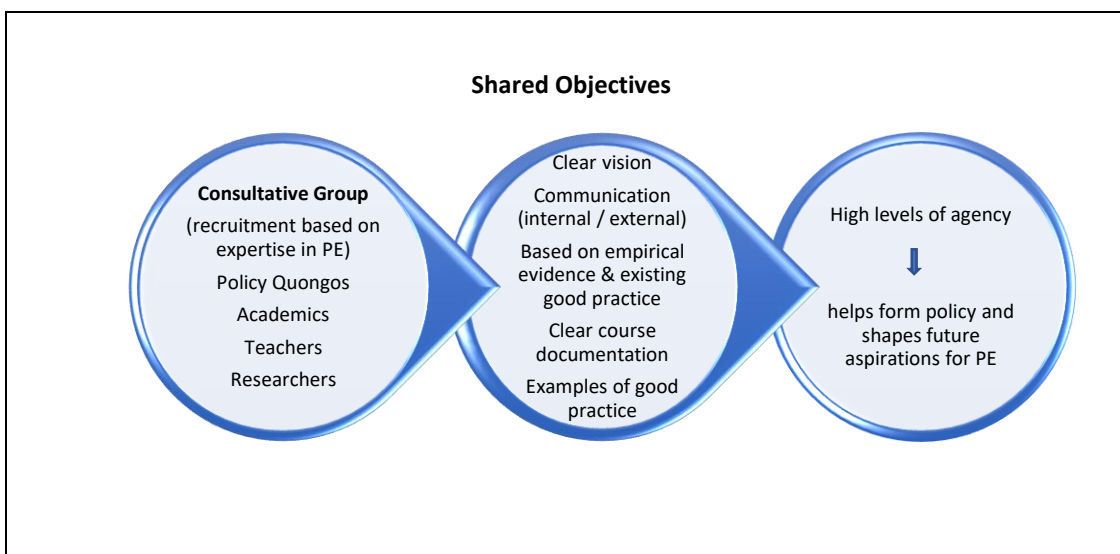 Shared Objectives
Consultative Group
(recruitment based on
expertise in PE)
Policy Quongos
Academics
Teachers
Researchers
Clear vision
Communication
(internal / external)
Based on empirical
evidence & existing
good practice
Clear course
documentation
Examples of good
practice
High levels of agency
helps form policy and
shapes future
aspirations for PE